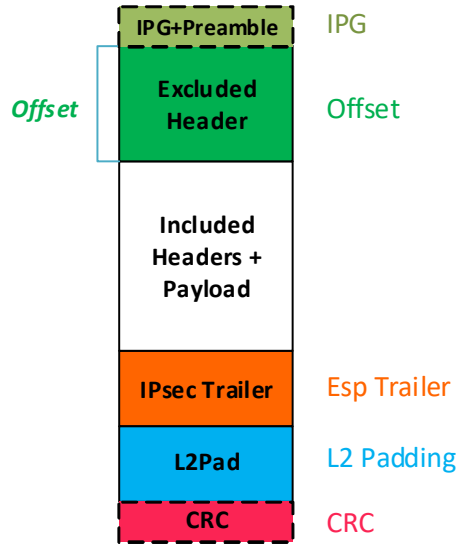 IPG+Preamble
IPG
Offset
Excluded
Header
Offset
Included
Headers +
Payload
IPsec Trailer
Esp Trailer
L2Pad
L2 Padding
CRC
CRC